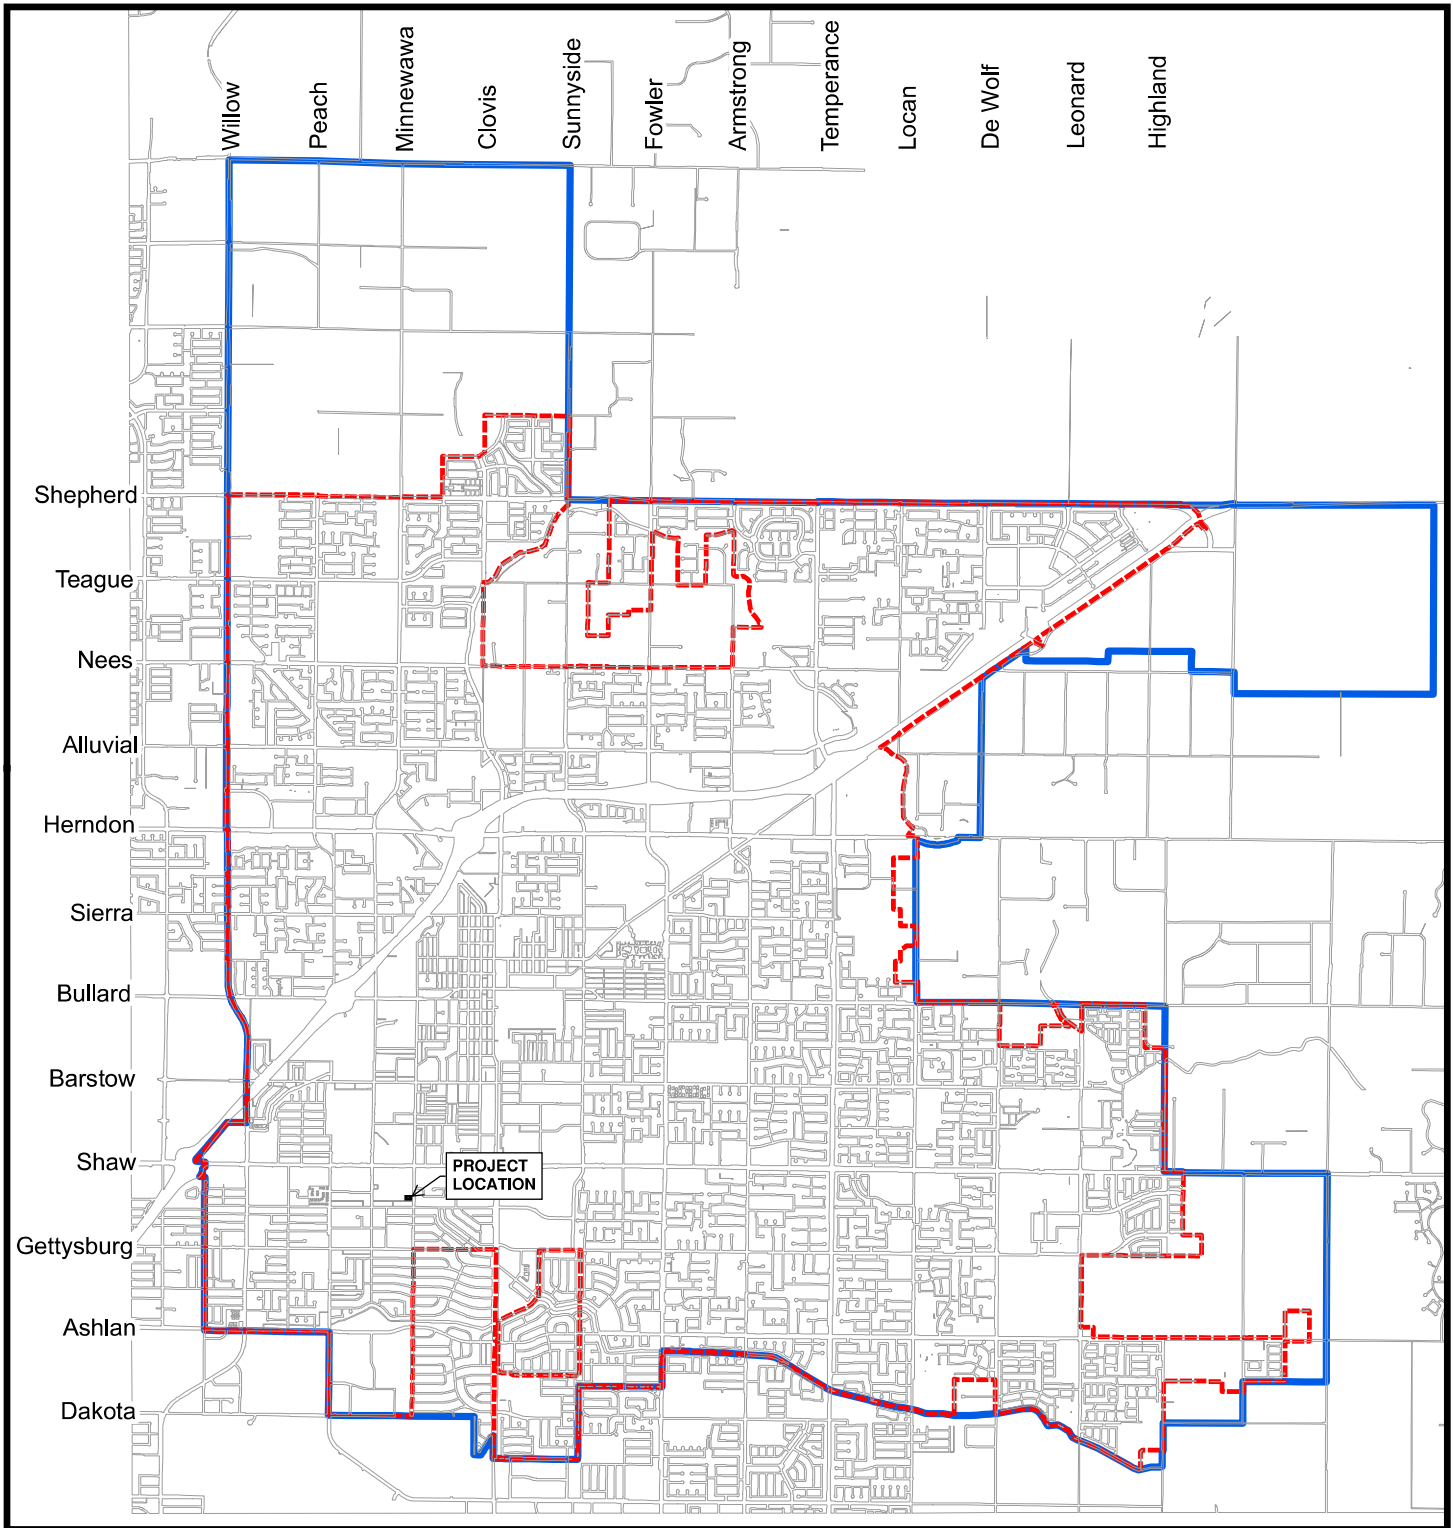 Willow
Peach
Minnewawa
Clovis
Sunnyside
Fowler
Armstrong
Temperance
Locan
De Wolf
Leonard
Highland
Shepherd
Teague
Nees
Alluvial
Herndon
Sierra
Bullard
Barstow
Shaw
PROJECT
LOCATION
Gettysburg
Ashlan
Dakota